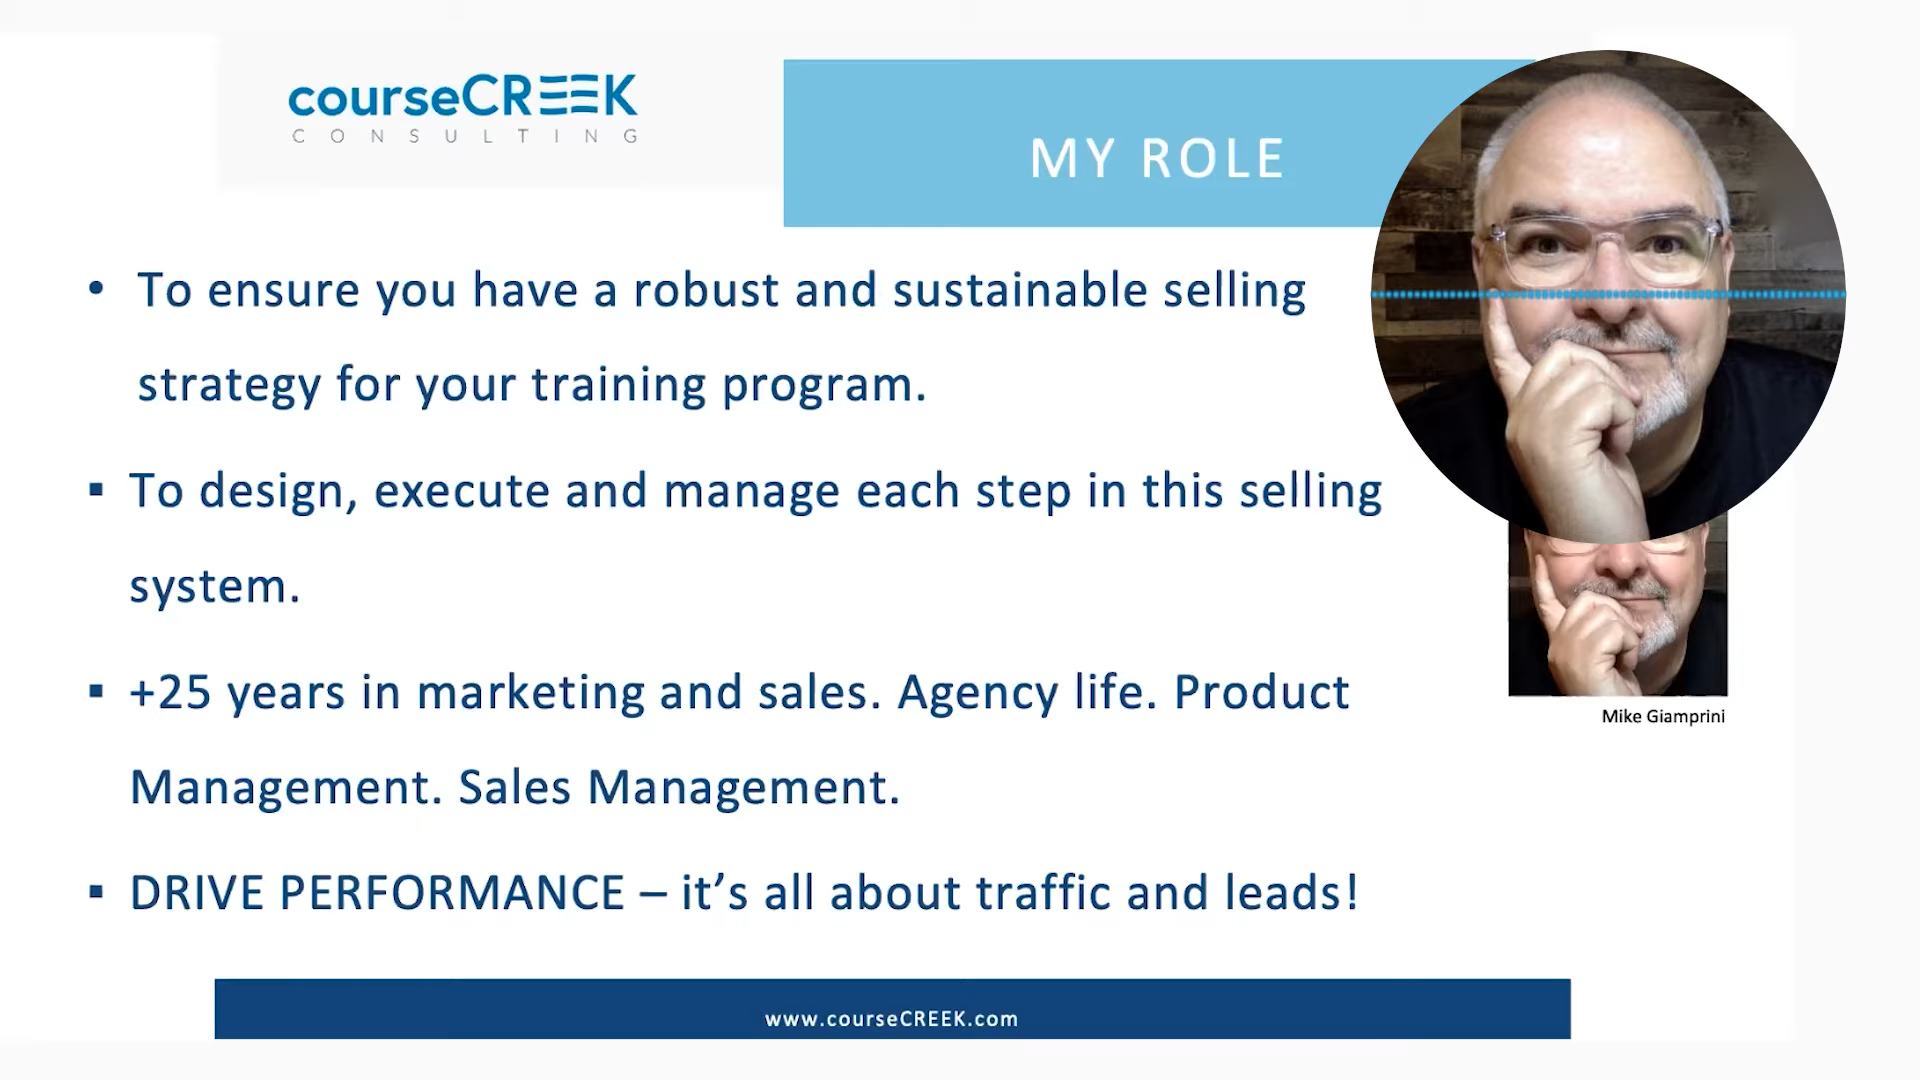 courseCREEK
CONSULTING
MY ROLE
• To ensure you have a robust and sustainable selling
strategy for your training program.
▪ To design, execute and manage each step in this selling
system.
▪ +25 years in marketing and sales. Agency life. Product
Management. Sales Management.
▪ DRIVE PERFORMANCE – it’s all about traffic and leads!
Mike Giamprini
www.courseCREEK.com